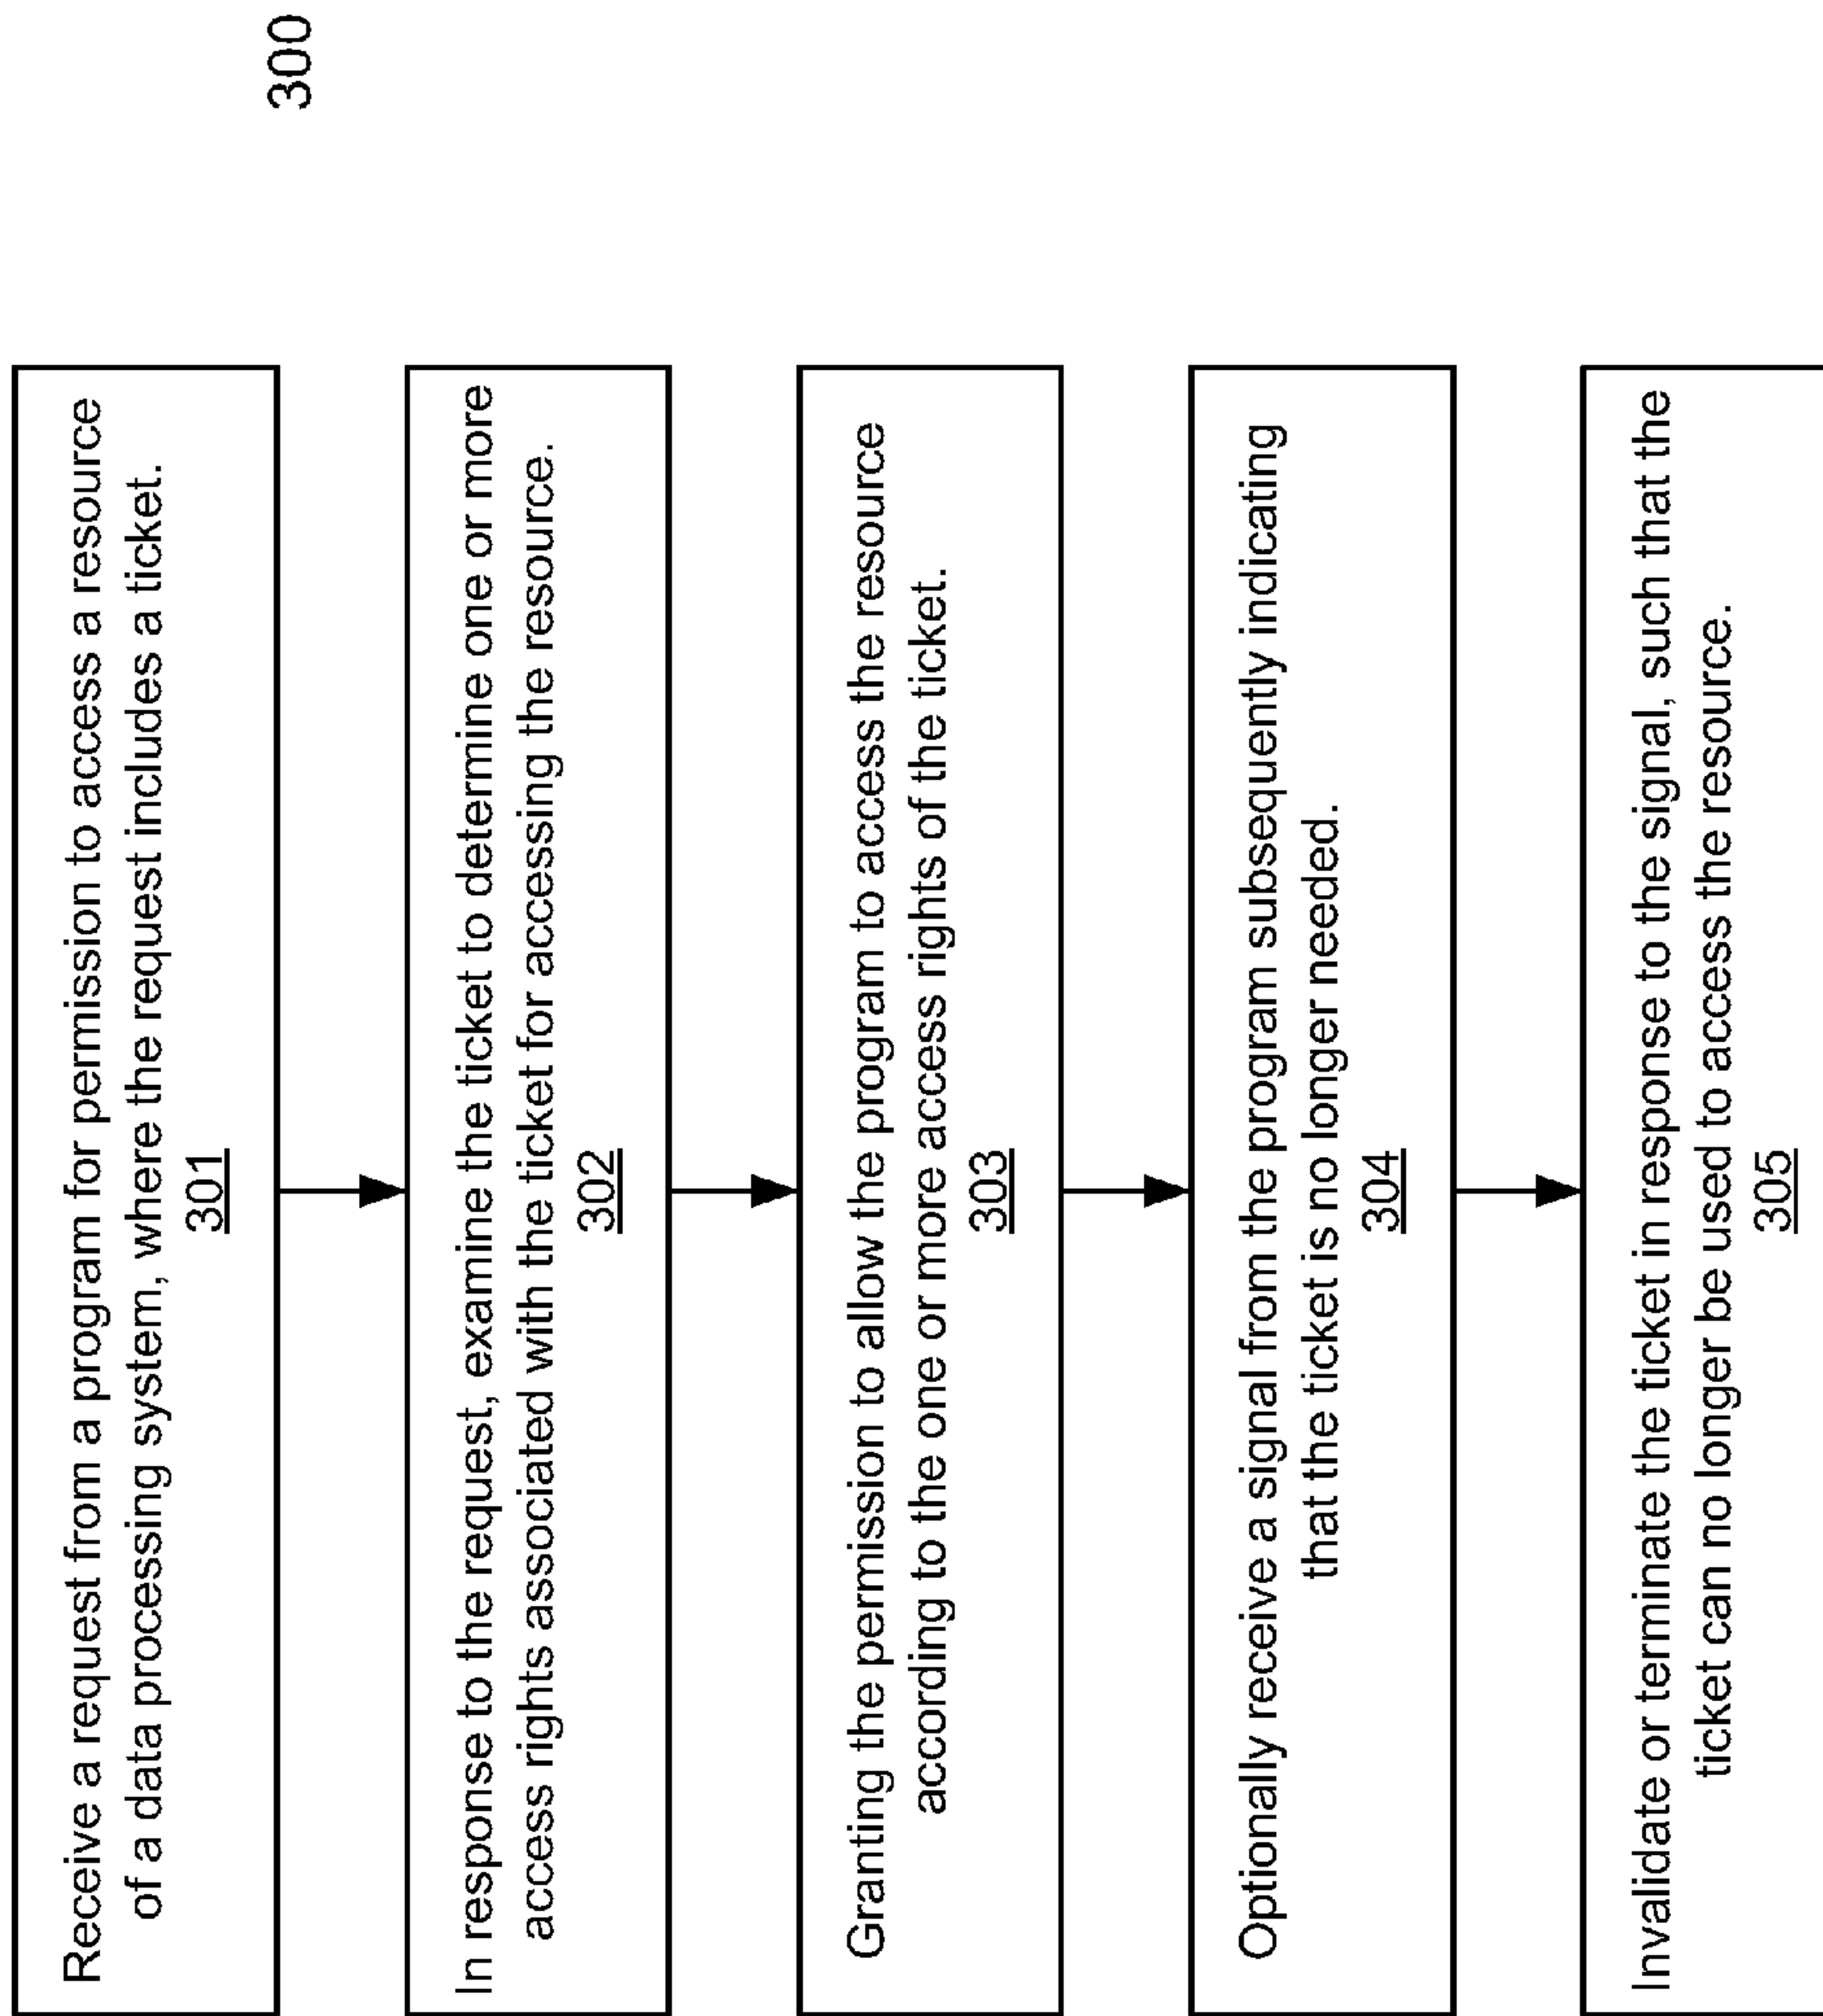 300
Receive a request from a program for permission to access a resource
of a data processing system, where the request includes a ticket.
301
In response to the request, examine the ticket to determine one or more
access rights associated with the ticket for accessing the resource.
302
Granting the permission to allow the program to access the resource
according to the one or more access rights of the ticket.
303
Optionally receive a signal from the program subsequently indicating
that the ticket is no longer needed.
304
Invalidate or terminate the ticket in response to the signal, such that the
ticket can no longer be used to access the resource.
305